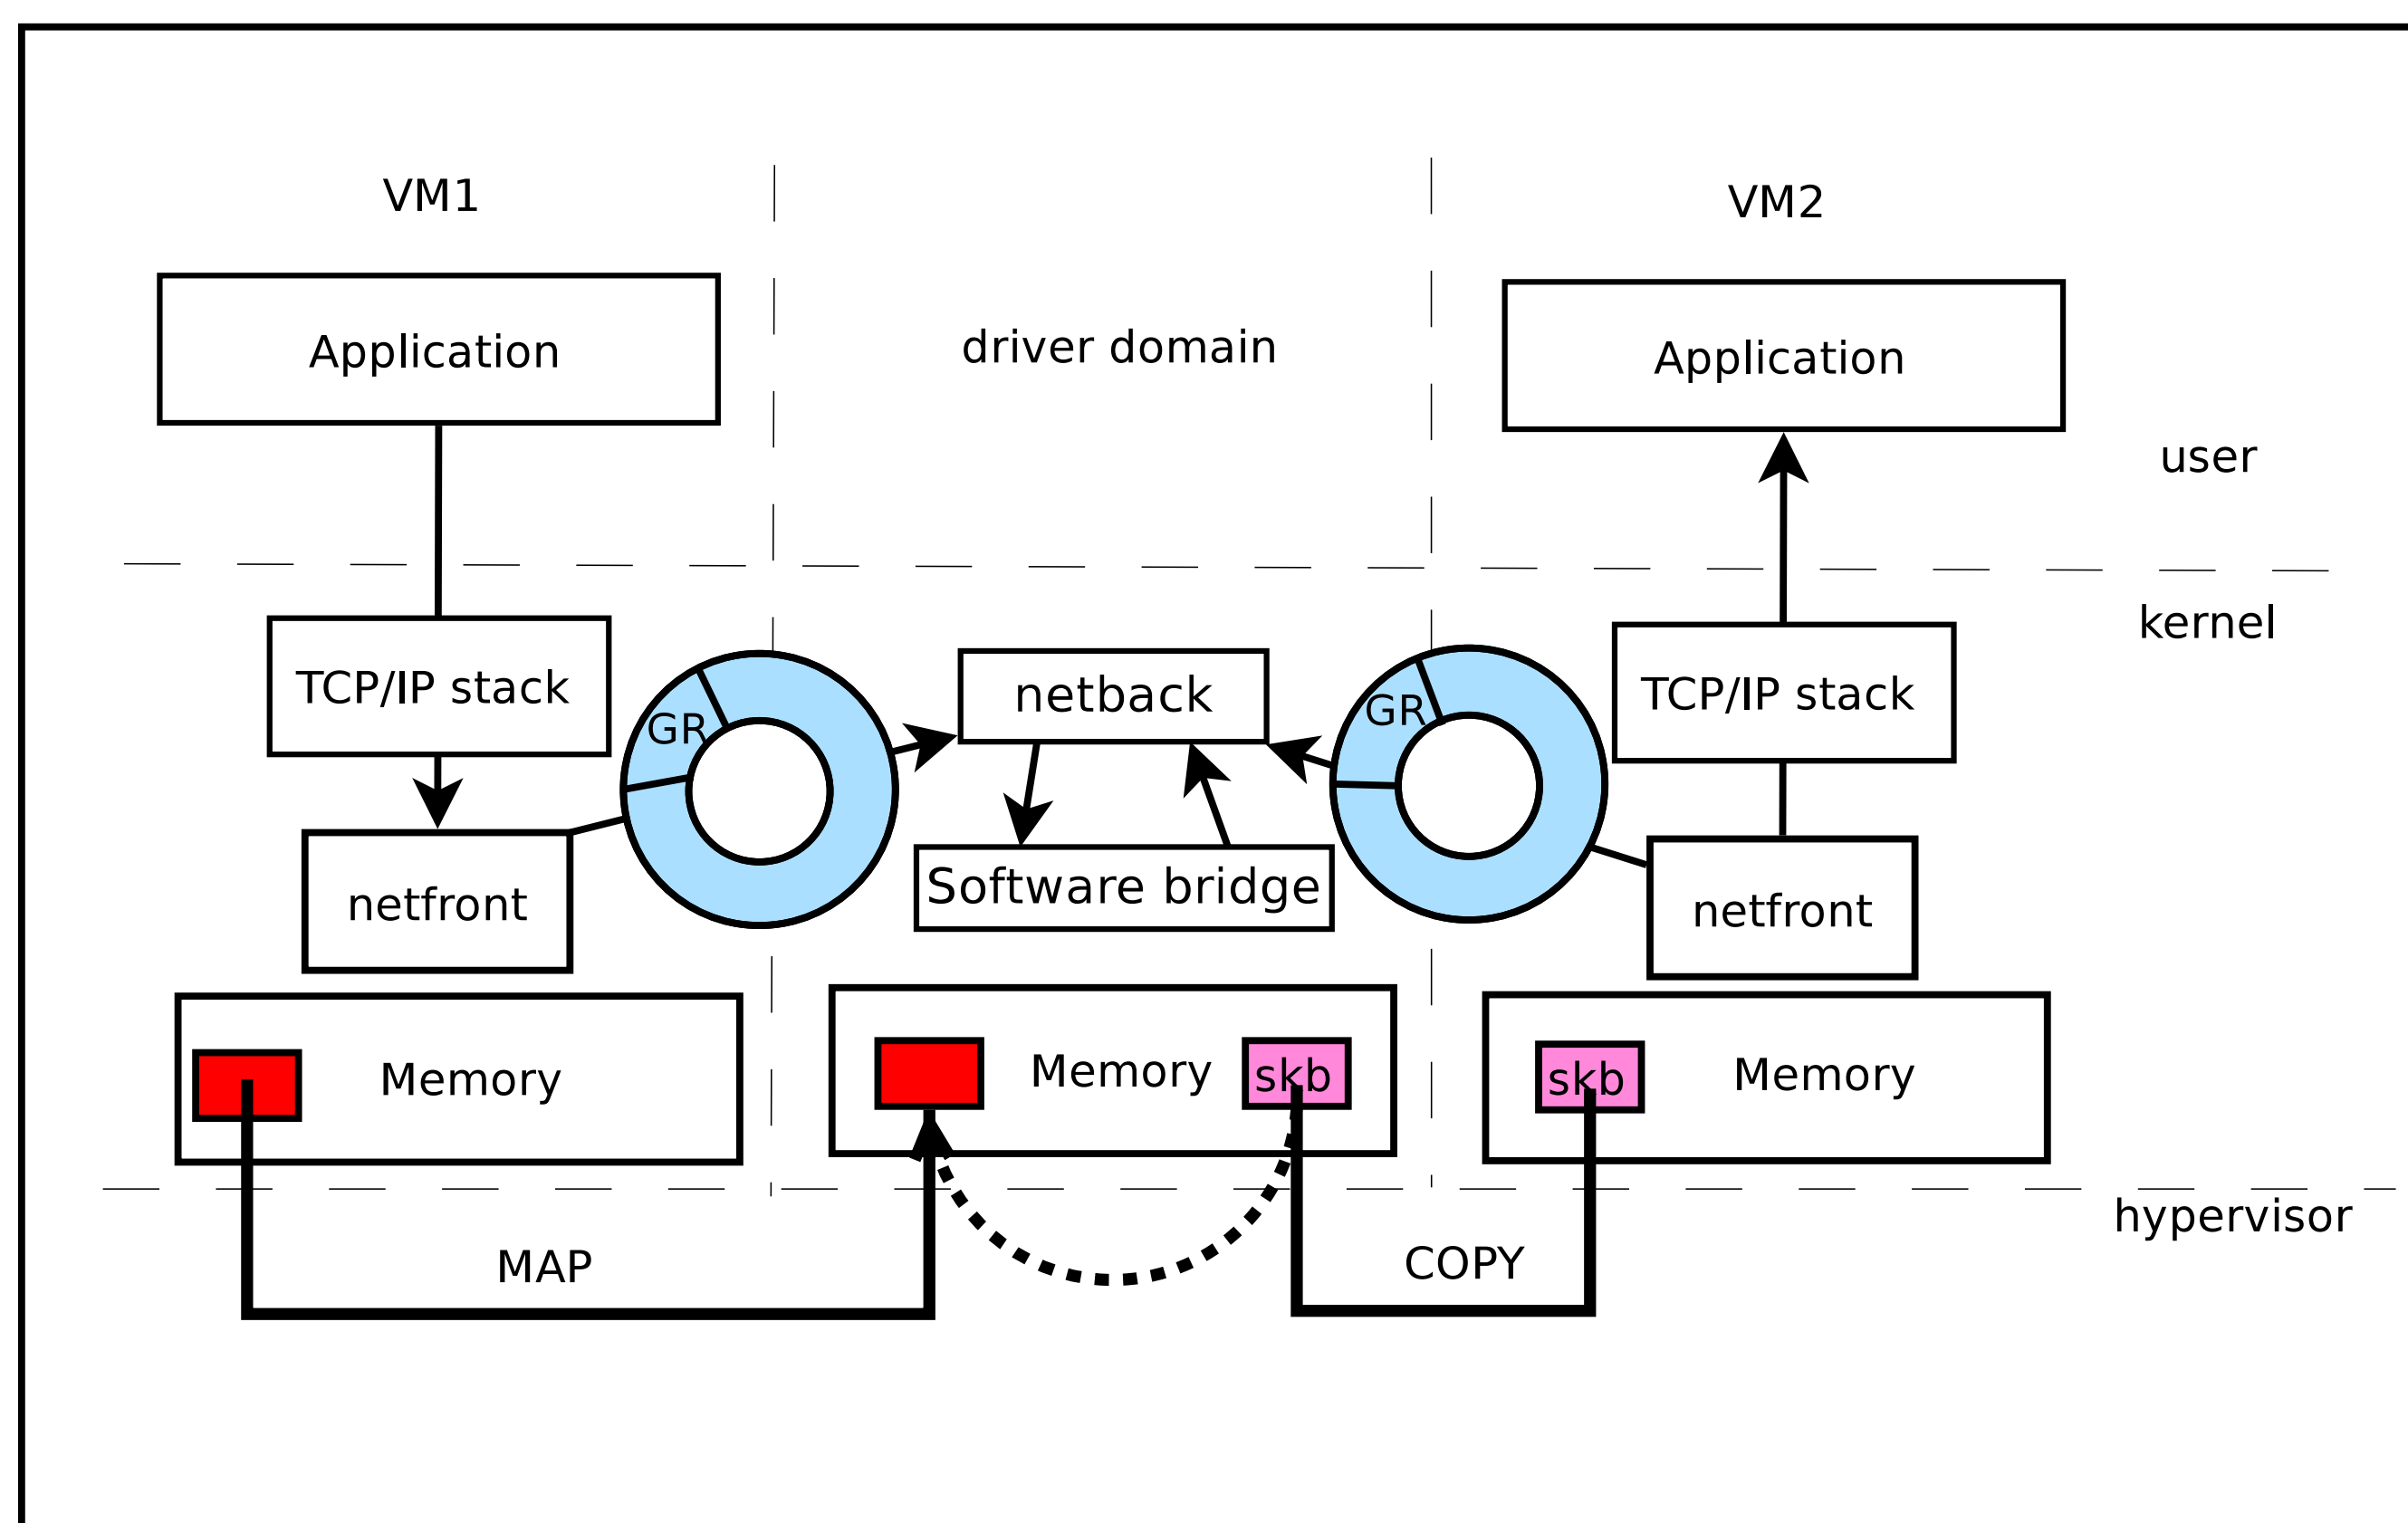 VM1
VM2
Application
driver domain
Application
user
kernel
TCP/IP stack
GR
netback
GR
TCP/IP stack
netfront
Software bridge
netfront
Memory
Memory
skb
skb
Memory
hypervisor
MAP
COPY